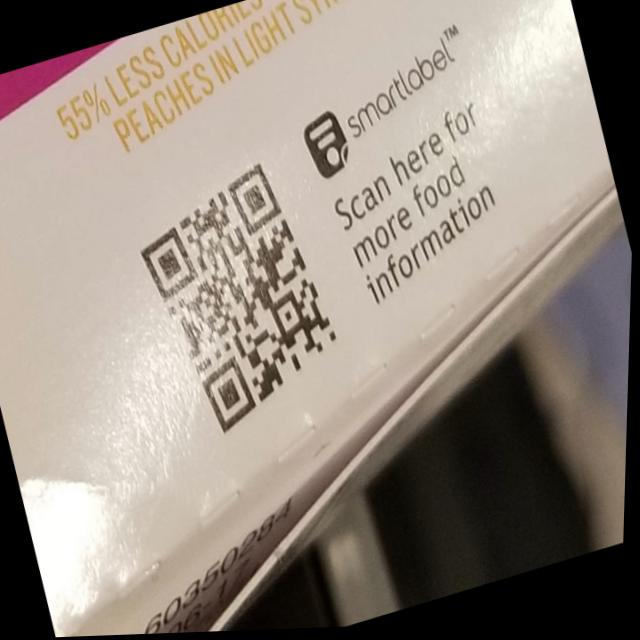 55% LESS CALORIES
PEACHES IN LIGHT
smartlabel™
Scan here for
more food
information
60350284